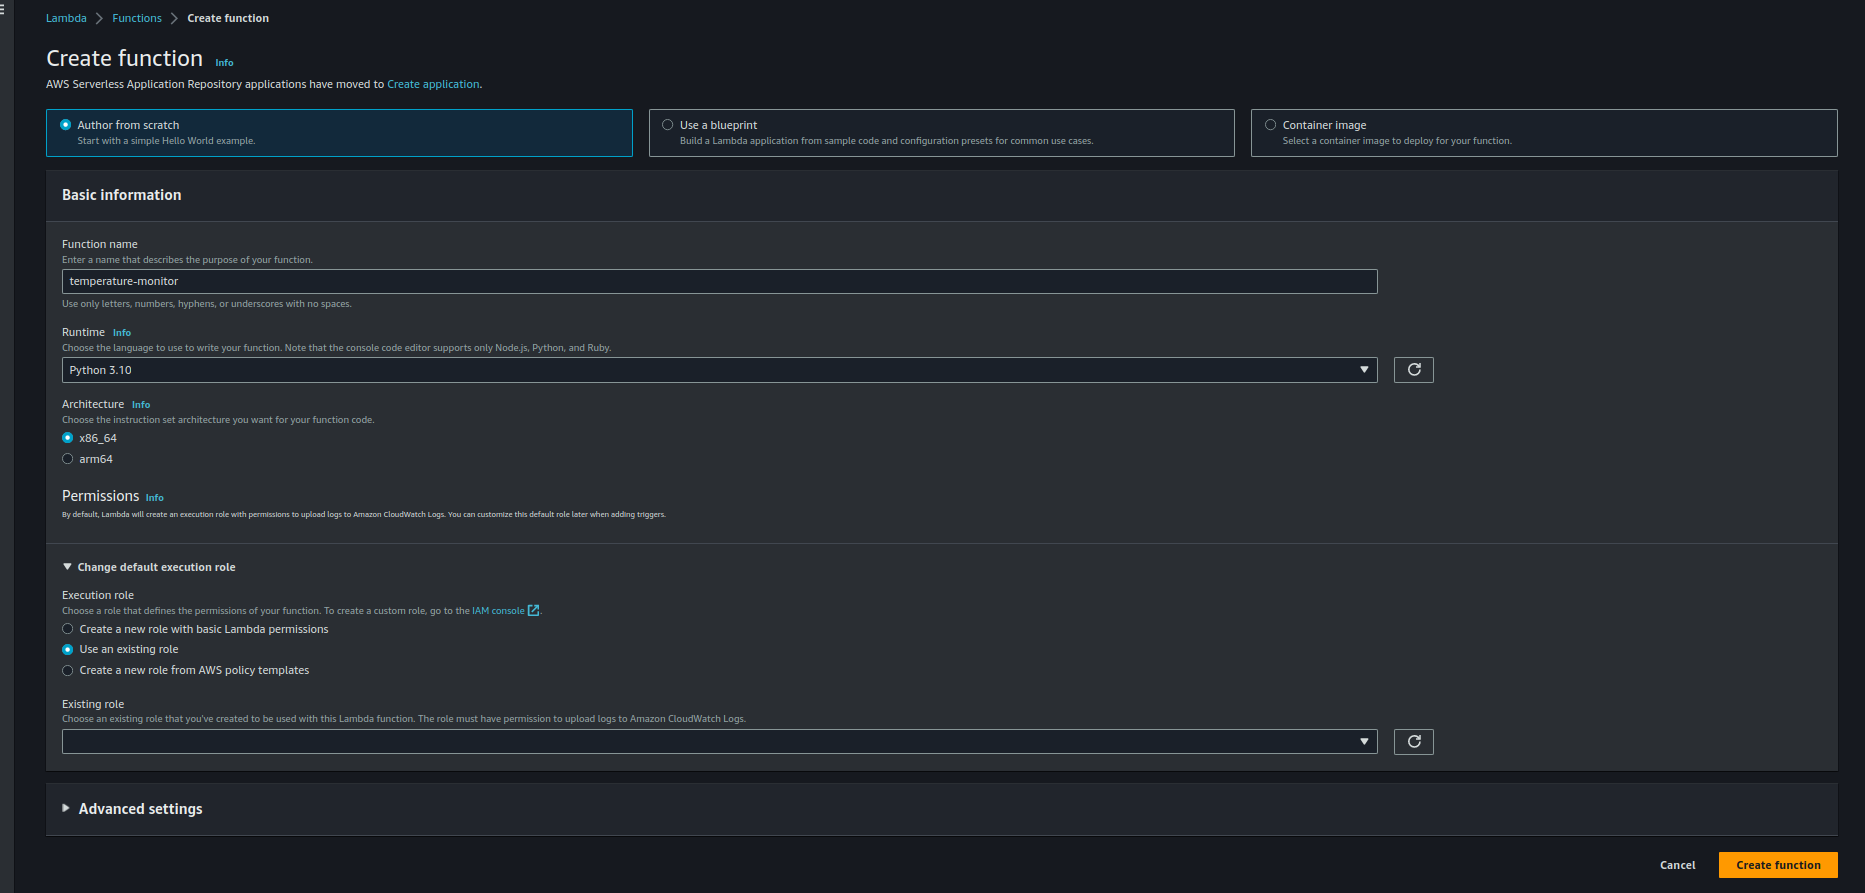 Lambda > Functions > Create function
Create function Info
AWS Serverless Application Repository applications have moved to Create application.
Author from scratch
Start with a simple Hello World example.
Use a blueprint
Build a Lambda application from sample code and configuration presets for common use cases.
Container image
Select a container image to deploy for your function.
Basic information
Function name
Enter a name that describes the purpose of your function.
temperature-monitor
Use only letters, numbers, hyphens, or underscores with no spaces.
Runtime Info
Choose the language to use to write your function. Note that the console code editor supports only Node.js, Python, and Ruby.
Python 3.10
Architecture Info
Choose the instruction set architecture you want for your function code.
x86_64
arm64
Permissions Info
By default, Lambda will create an execution role with permissions to upload logs to Amazon CloudWatch Logs. You can customize this default role later when adding triggers.
Change default execution role
Execution role
Choose a role that defines the permissions of your function. To create a custom role, go to the IAM console.
Create a new role with basic Lambda permissions
Use an existing role
Create a new role from AWS policy templates
Existing role
Choose an existing role that you've created to be used with this Lambda function. The role must have permission to upload logs to Amazon CloudWatch Logs.
Advanced settings
Cancel
Create function